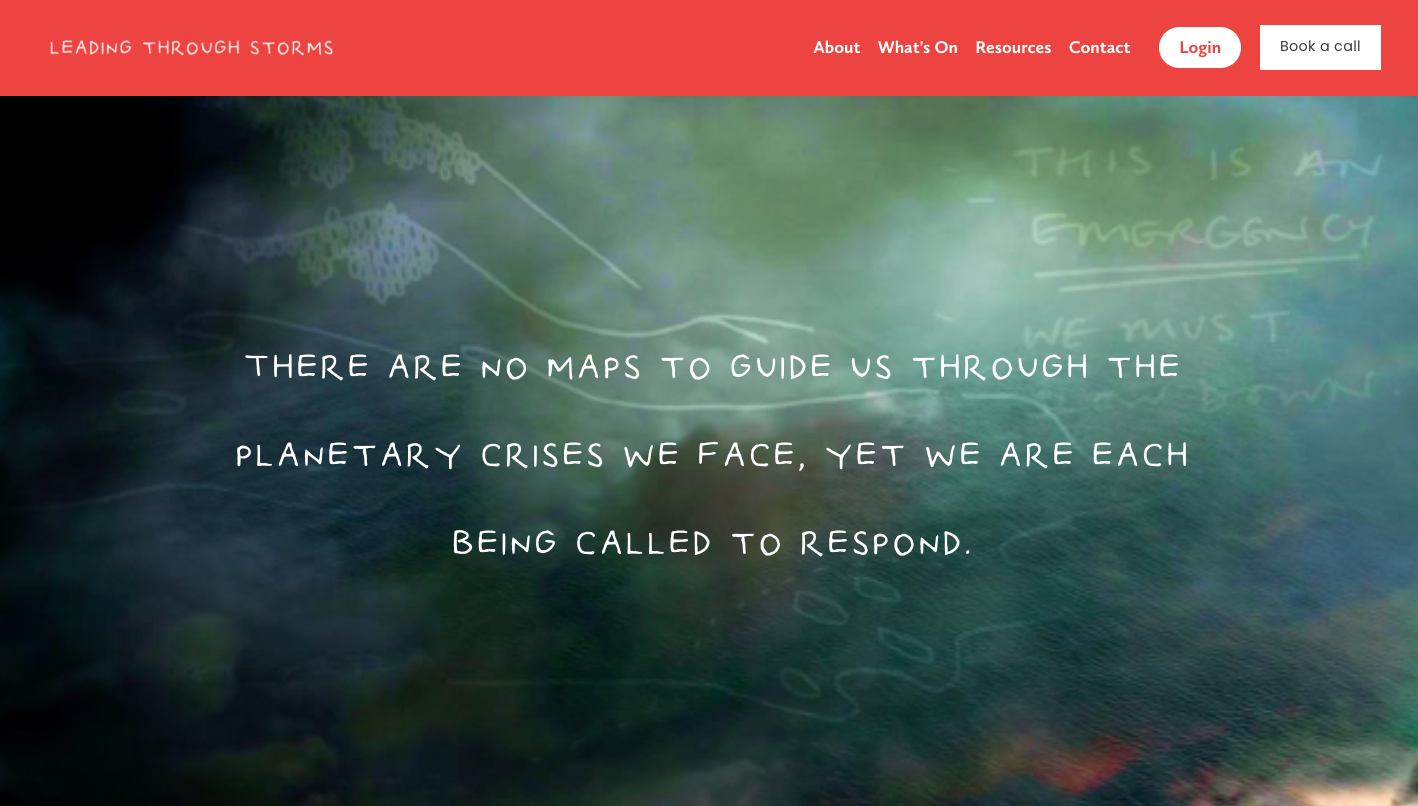 LEADING THROUGH STORMS
About What's On Resources Contact Login Book a call
THIS IS AN
EMERGENCY
WE MUST
SLOW DOWN.
THERE ARE NO MAPS TO GUIDE US THROUGH THE
PLANETARY CRISES WE FACE, YET WE ARE EACH
BEING CALLED TO RESPOND.